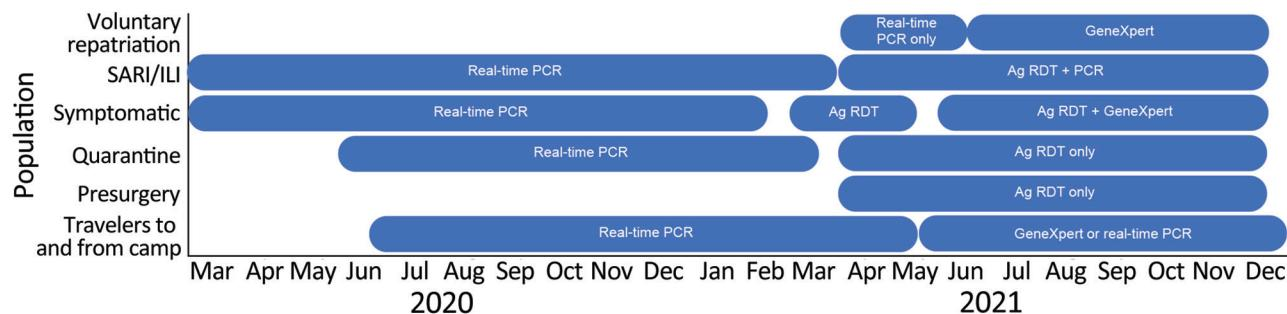 Voluntary
repatriation
Real-time
PCR only
GeneXpert
SARI/ILI
Real-time PCR
Ag RDT + PCR
Symptomatic
Real-time PCR
Ag RDT
Ag RDT + GeneXpert
Quarantine
Real-time PCR
Ag RDT only
Presurgery
Ag RDT only
Travelers to
and from camp
Real-time PCR
GeneXpert or real-time PCR
Population
Mar Apr May Jun Jul Aug Sep Oct Nov Dec Jan Feb Mar Apr May Jun Jul Aug Sep Oct Nov Dec
2020 2021